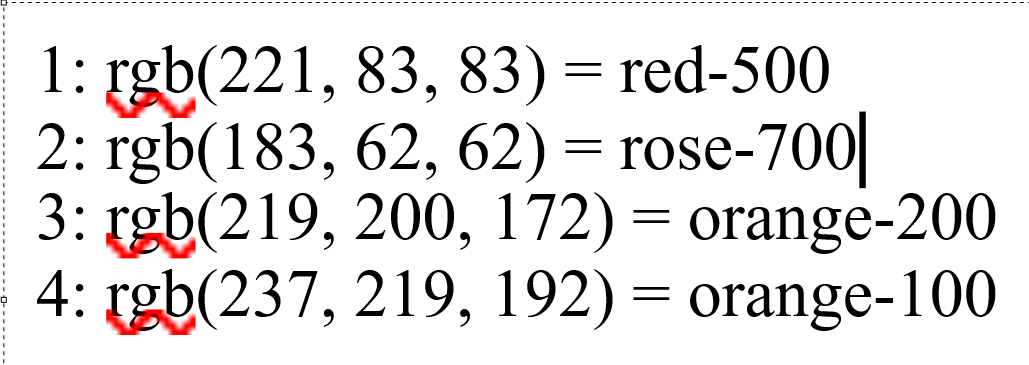 1: rgb(221, 83, 83) = red-500
2: rgb(183, 62, 62) = rose-700
3: rgb(219, 200, 172) = orange-200
4: rgb(237, 219, 192) = orange-100